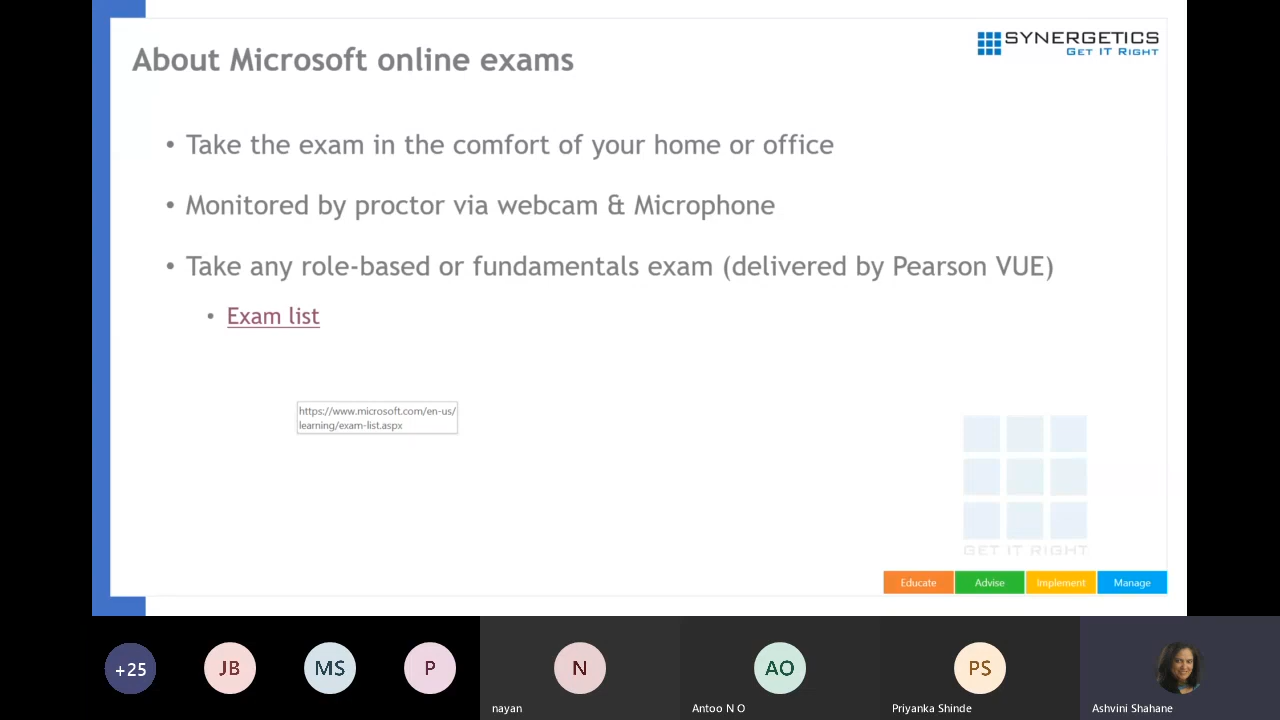 About Microsoft online exams
SYNERGETICS
GET IT RIGHT
• Take the exam in the comfort of your home or office
• Monitored by proctor via webcam & Microphone
• Take any role-based or fundamentals exam (delivered by Pearson VUE)
• Exam list
https://www.microsoft.com/en-us/
learning/exam-list.aspx
GET IT RIGHT
Educate Advise Implement Manage
+25 JB MS P N AO PS
nayan Antoo N O Priyanka Shinde Ashvini Shahane